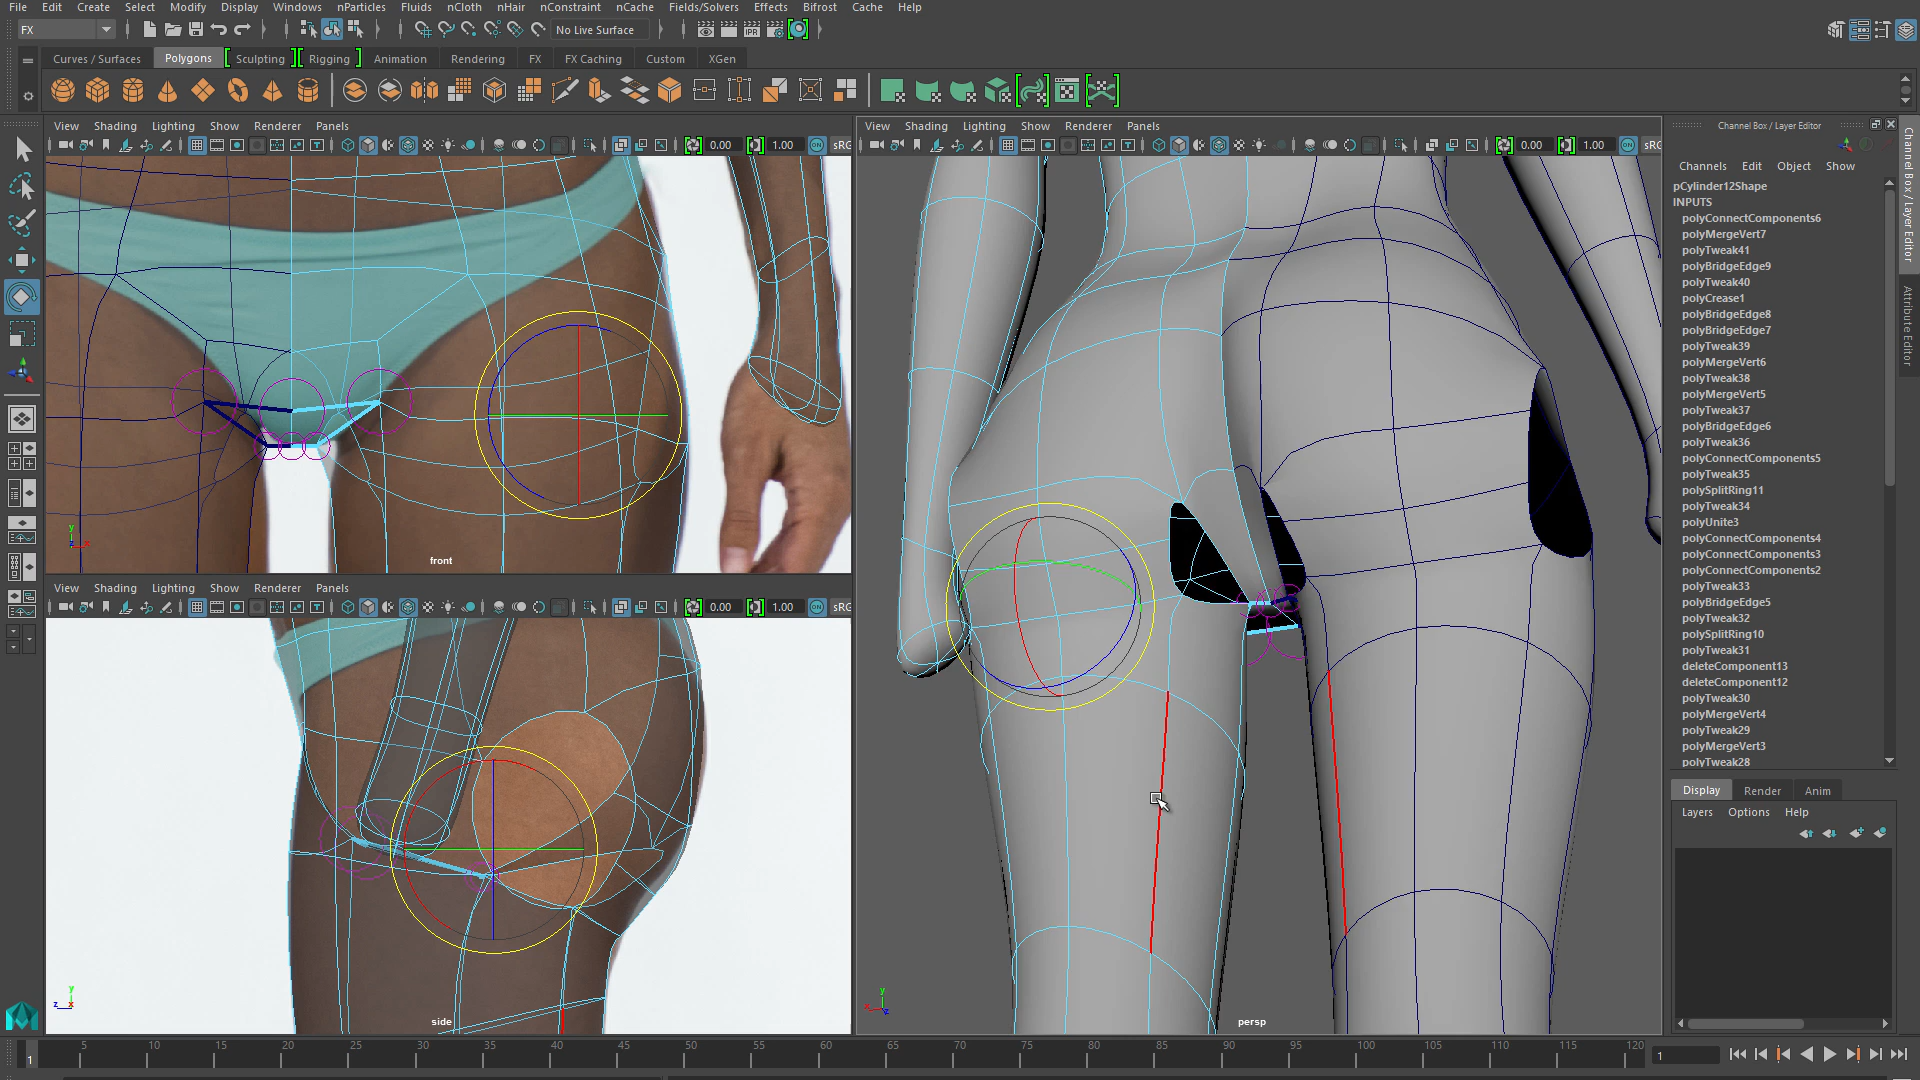 File Edit Create Select Modify Display Windows nParticles Fluids nCloth nHair nConstraint nCache Fields/Solvers Effects Bifrost Cache Help
FX No Live Surface
Curves / Surfaces Polygons Sculpting Rigging Animation Rendering FX FX Caching Custom XGen
IPR
View Shading Lighting Show Renderer Panels
0.00 1.00 sRG
front
View Shading Lighting Show Renderer Panels
0.00 1.00 sRG
side
View Shading Lighting Show Renderer Panels
0.00 1.00 sRG
persp
Channel Box / Layer Editor
Channels Edit Object Show
pCylinder12Shape
INPUTS
polyConnectComponents6
polyMergeVert7
polyTweak41
polyBridgeEdge9
polyTweak40
polyCrease1
polyBridgeEdge8
polyBridgeEdge7
polyTweak39
polyMergeVert6
polyTweak38
polyMergeVert5
polyTweak37
polyBridgeEdge6
polyTweak36
polyConnectComponents5
polyTweak35
polySplitRing11
polyTweak34
polyUnite3
polyConnectComponents4
polyConnectComponents3
polyConnectComponents2
polyTweak33
polyBridgeEdge5
polyTweak32
polySplitRing10
polyTweak31
deleteComponent13
deleteComponent12
polyTweak30
polyMergeVert4
polyTweak29
polyMergeVert3
polyTweak28
Display Render Anim
Layers Options Help
Channel Box / Layer Editor
Attribute Editor
1 5 10 15 20 25 30 35 40 45 50 55 60 65 70 75 80 85 90 95 100 105 110 115 120 1